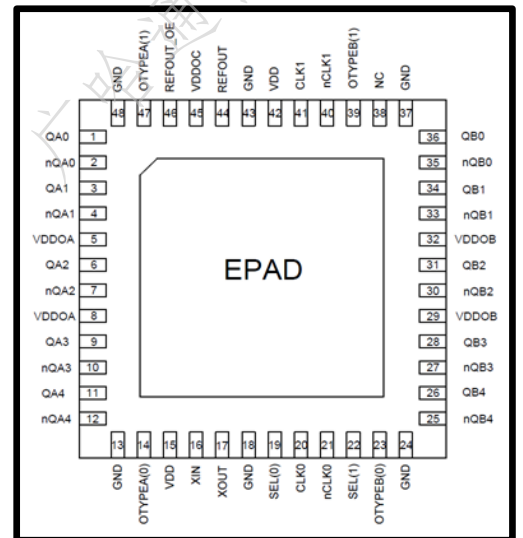 广哈通
GND
OTYPEA(1)
REFOUT_OE
VDDOC
REFOUT
GND
VDD
CLK1
nCLK1
OTYPEB(1)
NC
GND
48
47
46
45
44
43
42
41
40
39
38
37
QA0 1
nQA0 2
QA1 3
nQA1 4
VDDOA 5
QA2 6
nQA2 7
VDDOA 8
QA3 9
nQA3 10
QA4 11
nQA4 12
EPAD
36 QB0
35 nQB0
34 QB1
33 nQB1
32 VDDOB
31 QB2
30 nQB2
29 VDDOB
28 QB3
27 nQB3
26 QB4
25 nQB4
13
14
15
16
17
18
19
20
21
22
23
24
GND
OTYPEA(0)
VDD
XIN
XOUT
GND
SEL(0)
CLK0
nCLK0
SEL(1)
OTYPEB(0)
GND